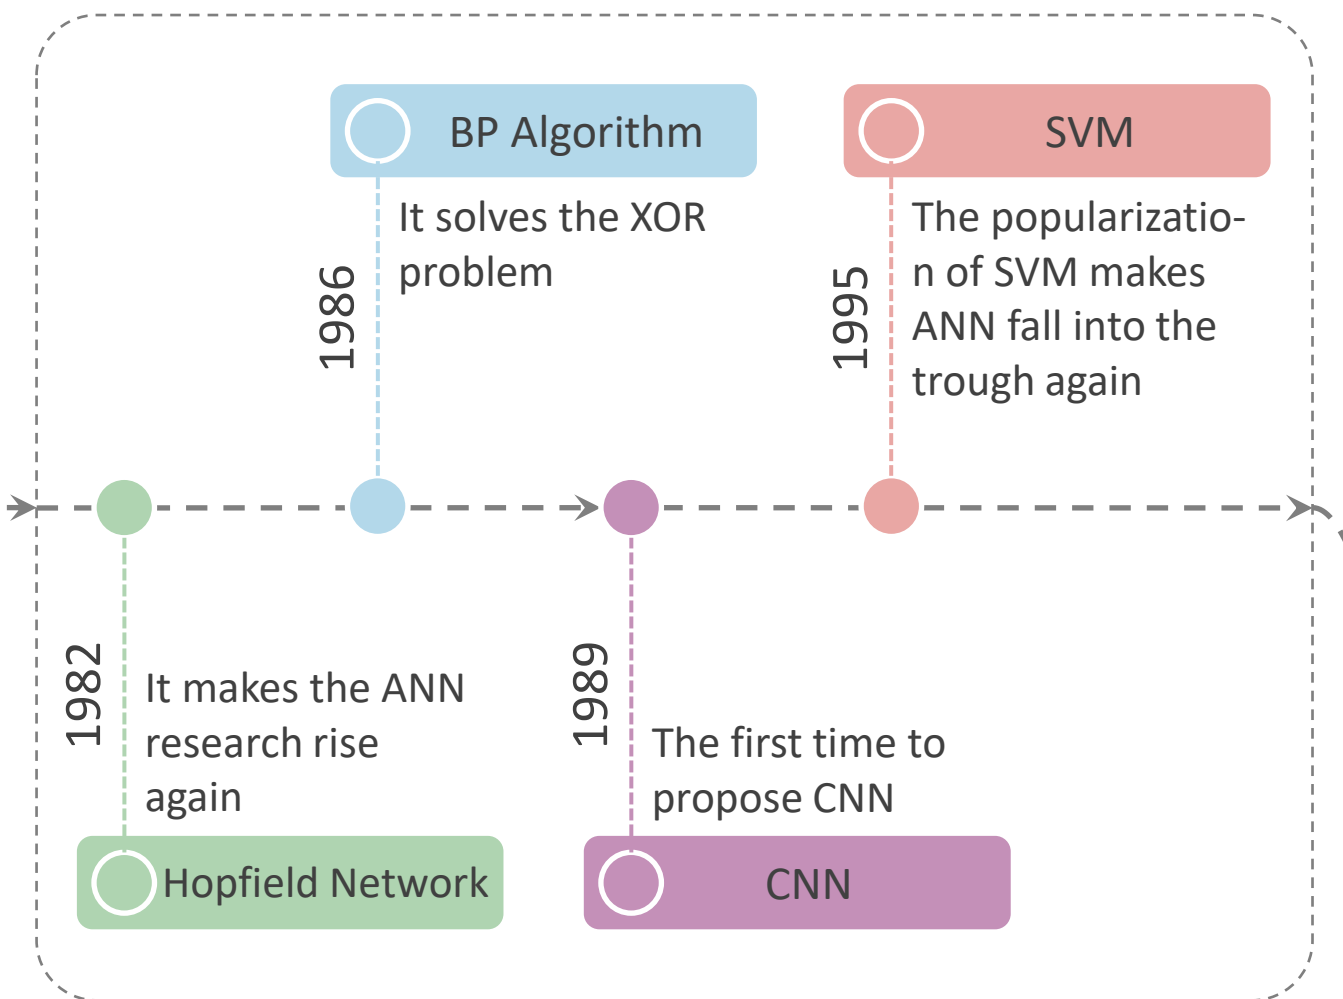 BP Algorithm
1986
It solves the XOR
problem
SVM
1995
The popularizatio-
n of SVM makes
ANN fall into the
trough again
1982
It makes the ANN
research rise
again
Hopfield Network
1989
The first time to
propose CNN
CNN